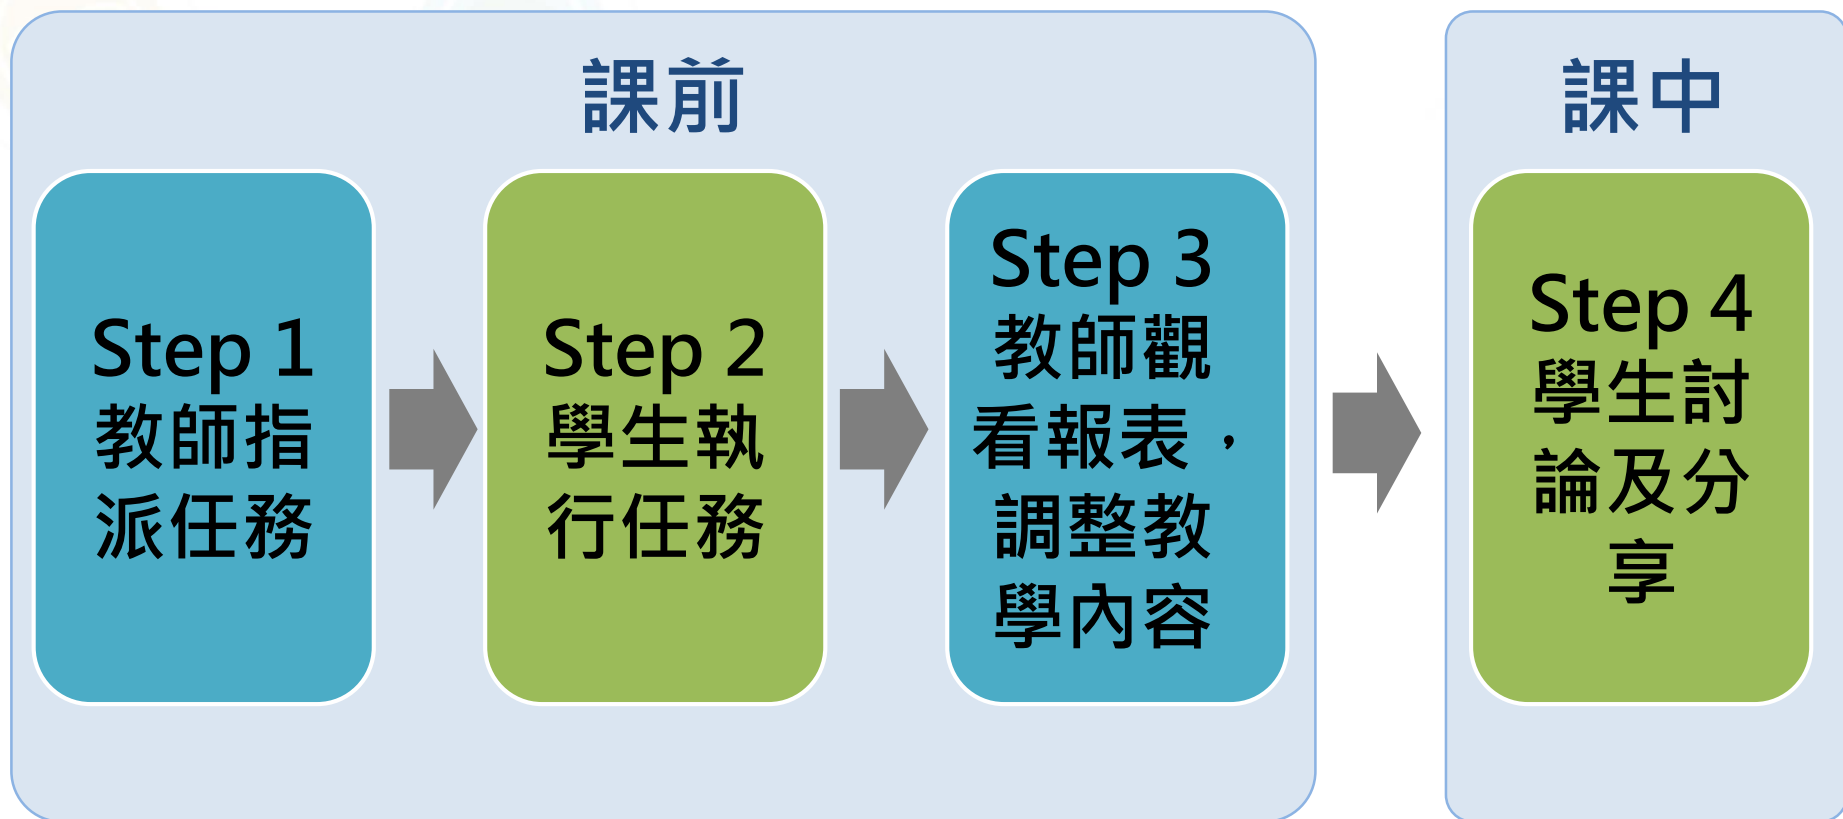 課前
Step 1
教師指
派任務
Step 2
學生執
行任務
Step 3
教師觀
看報表，
調整教
學內容
課中
Step 4
學生討
論及分
享